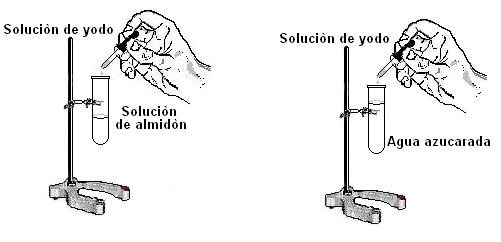 Solución de yodo
Solución
de almidón
Solución de yodo
Agua azucarada